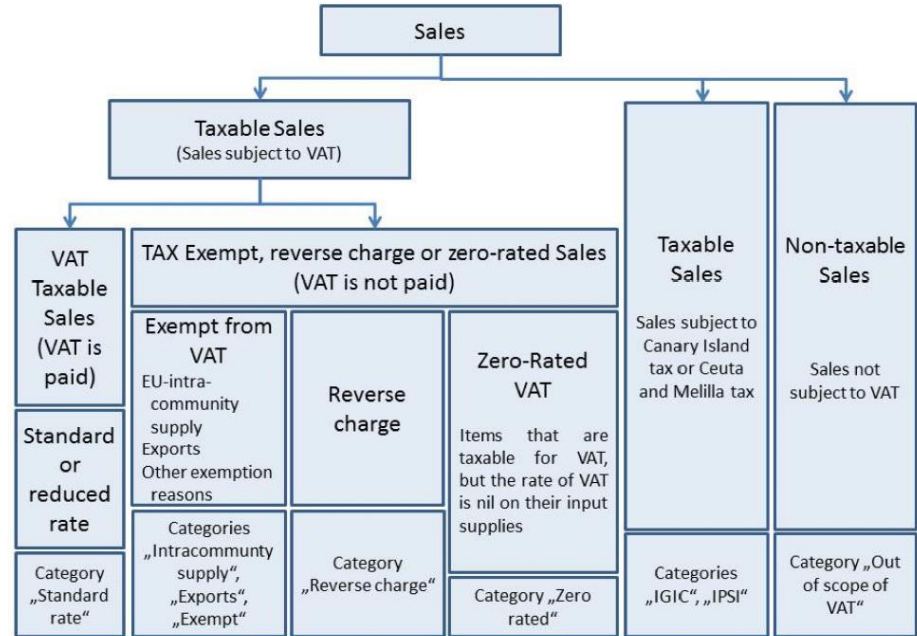 Sales
Taxable Sales
(Sales subject to VAT)
VAT
Taxable
Sales
(VAT is
paid)
Standard
or
reduced
rate
Category
„Standard
rate“
TAX Exempt, reverse charge or zero-rated Sales
(VAT is not paid)
Exempt from
VAT
EU-intra-
community
supply
Exports
Other exemption
reasons
Categories
„Intracommunty
supply“,
„Exports“,
„Exempt“
Reverse
charge
Category
„Reverse charge“
Zero-Rated
VAT
Items that are
taxable for VAT,
but the rate of VAT
is nil on their input
supplies
Category „Zero
rated“
Taxable
Sales
Sales subject to
Canary Island
tax or Ceuta
and Melilla tax
Categories
„IGIC“, „IPSI“
Non-taxable
Sales
Sales not
subject to VAT
Category „Out
of scope of
VAT“